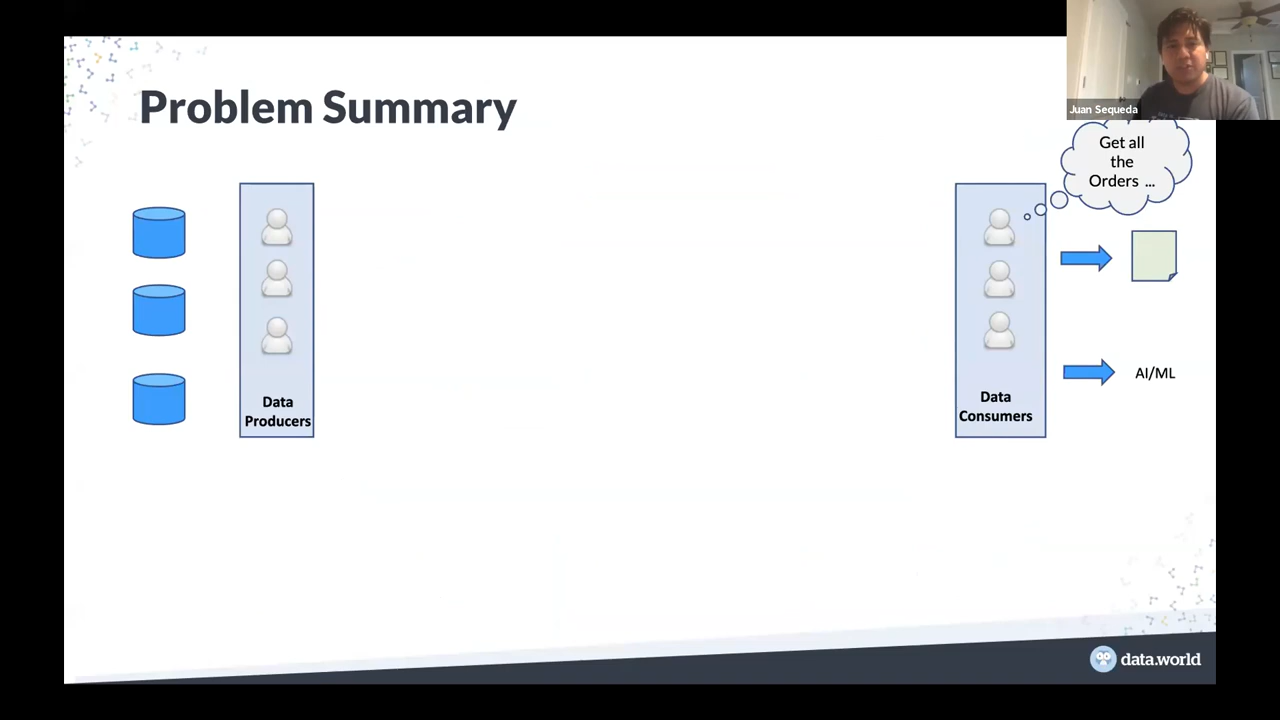 Problem Summary
Juan Sequeda
Get all
the
Orders ...
Data
Producers
Data
Consumers
AI/ML
data.world